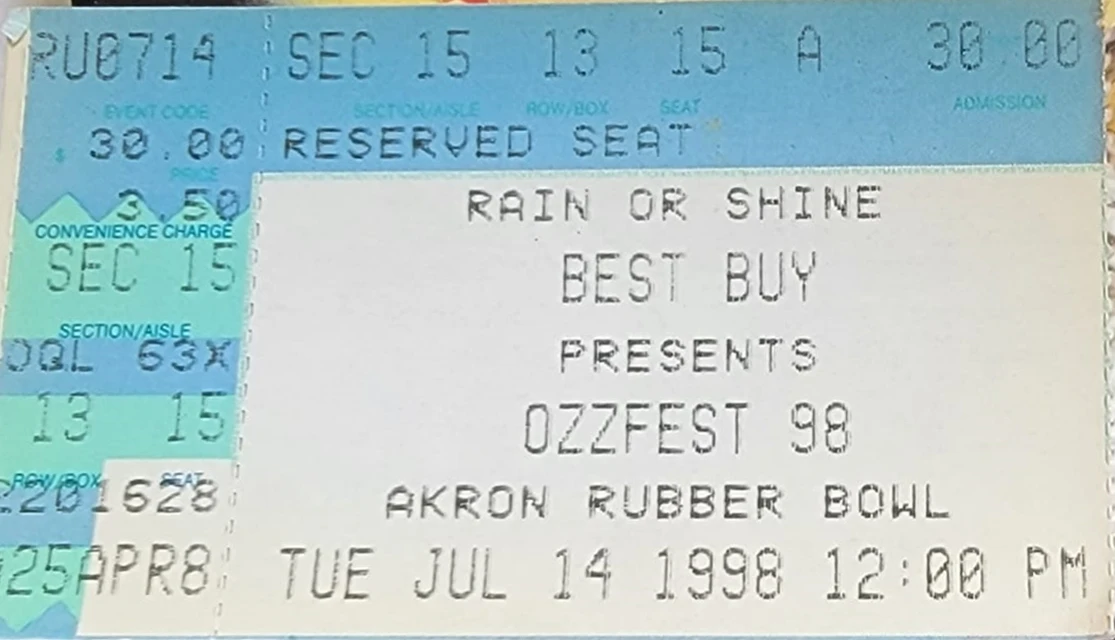 RU0714 SEC 15 13 15 A 30.00
EVENT CODE SECTION/AISLE ROW/BOX SEAT ADMISSION
$ 30.00 RESERVED SEAT
PRICE
3.50 RAIN OR SHINE
CONVENIENCE CHARGE
SEC 15 BEST BUY
SECTION/AISLE
OQL 63X PRESENTS
13 15 OZZFEST 98
ROW/BOX SEAT
2201628 AKRON RUBBER BOWL
25APR8 TUE JUL 14 1998 12:00 PM